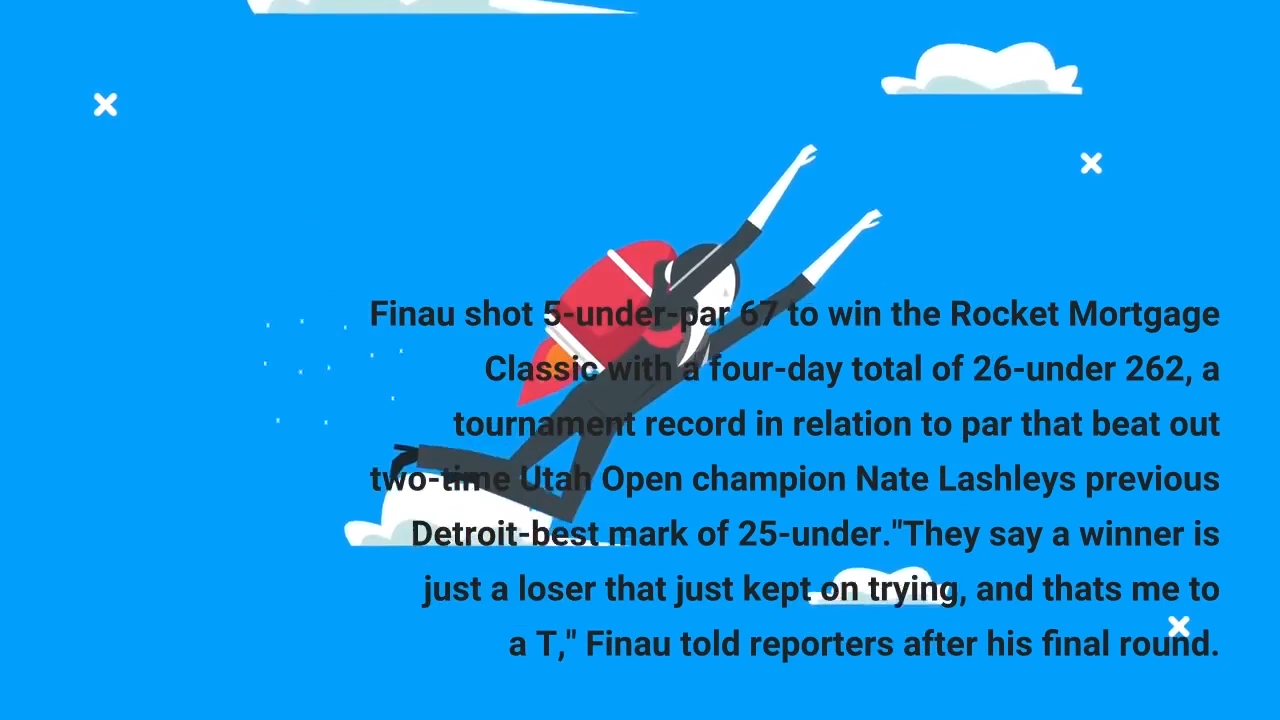 Finau shot 5-under-par 67 to win the Rocket Mortgage
Classic with a four-day total of 26-under 262, a
tournament record in relation to par that beat out
two-time Utah Open champion Nate Lashleys previous
Detroit-best mark of 25-under."They say a winner is
just a loser that just kept on trying, and thats me to
a T," Finau told reporters after his final round.